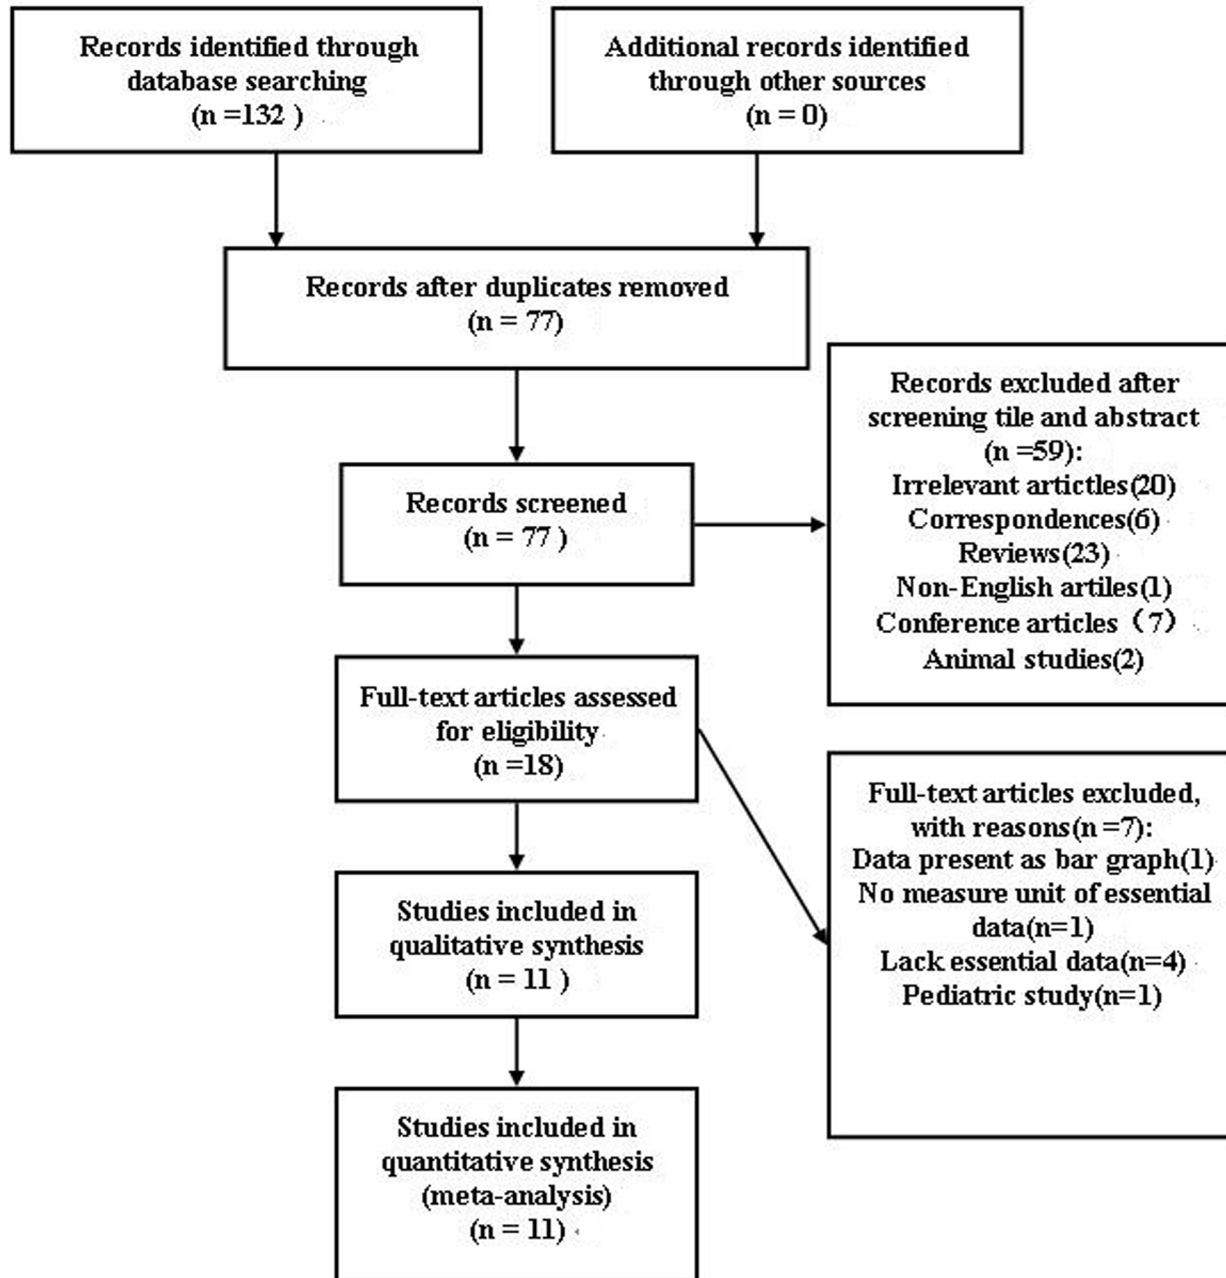 Records identified through
database searching
(n =132 )
Additional records identified
through other sources
(n = 0)
Records after duplicates removed
(n = 77)
Records screened
(n = 77 )
Records excluded after
screening tile and abstract
(n =59):
Irrelevant artictles(20)
Correspondences(6)
Reviews(23)
Non-English artiles(1)
Conference articles（7）
Animal studies(2)
Full-text articles assessed
for eligibility
(n =18)
Full-text articles excluded,
with reasons(n =7):
Data present as bar graph(1)
No measure unit of essential
data(n=1)
Lack essential data(n=4)
Pediatric study(n=1)
Studies included in
qualitative synthesis
(n = 11 )
Studies included in
quantitative synthesis
(meta-analysis)
(n = 11)